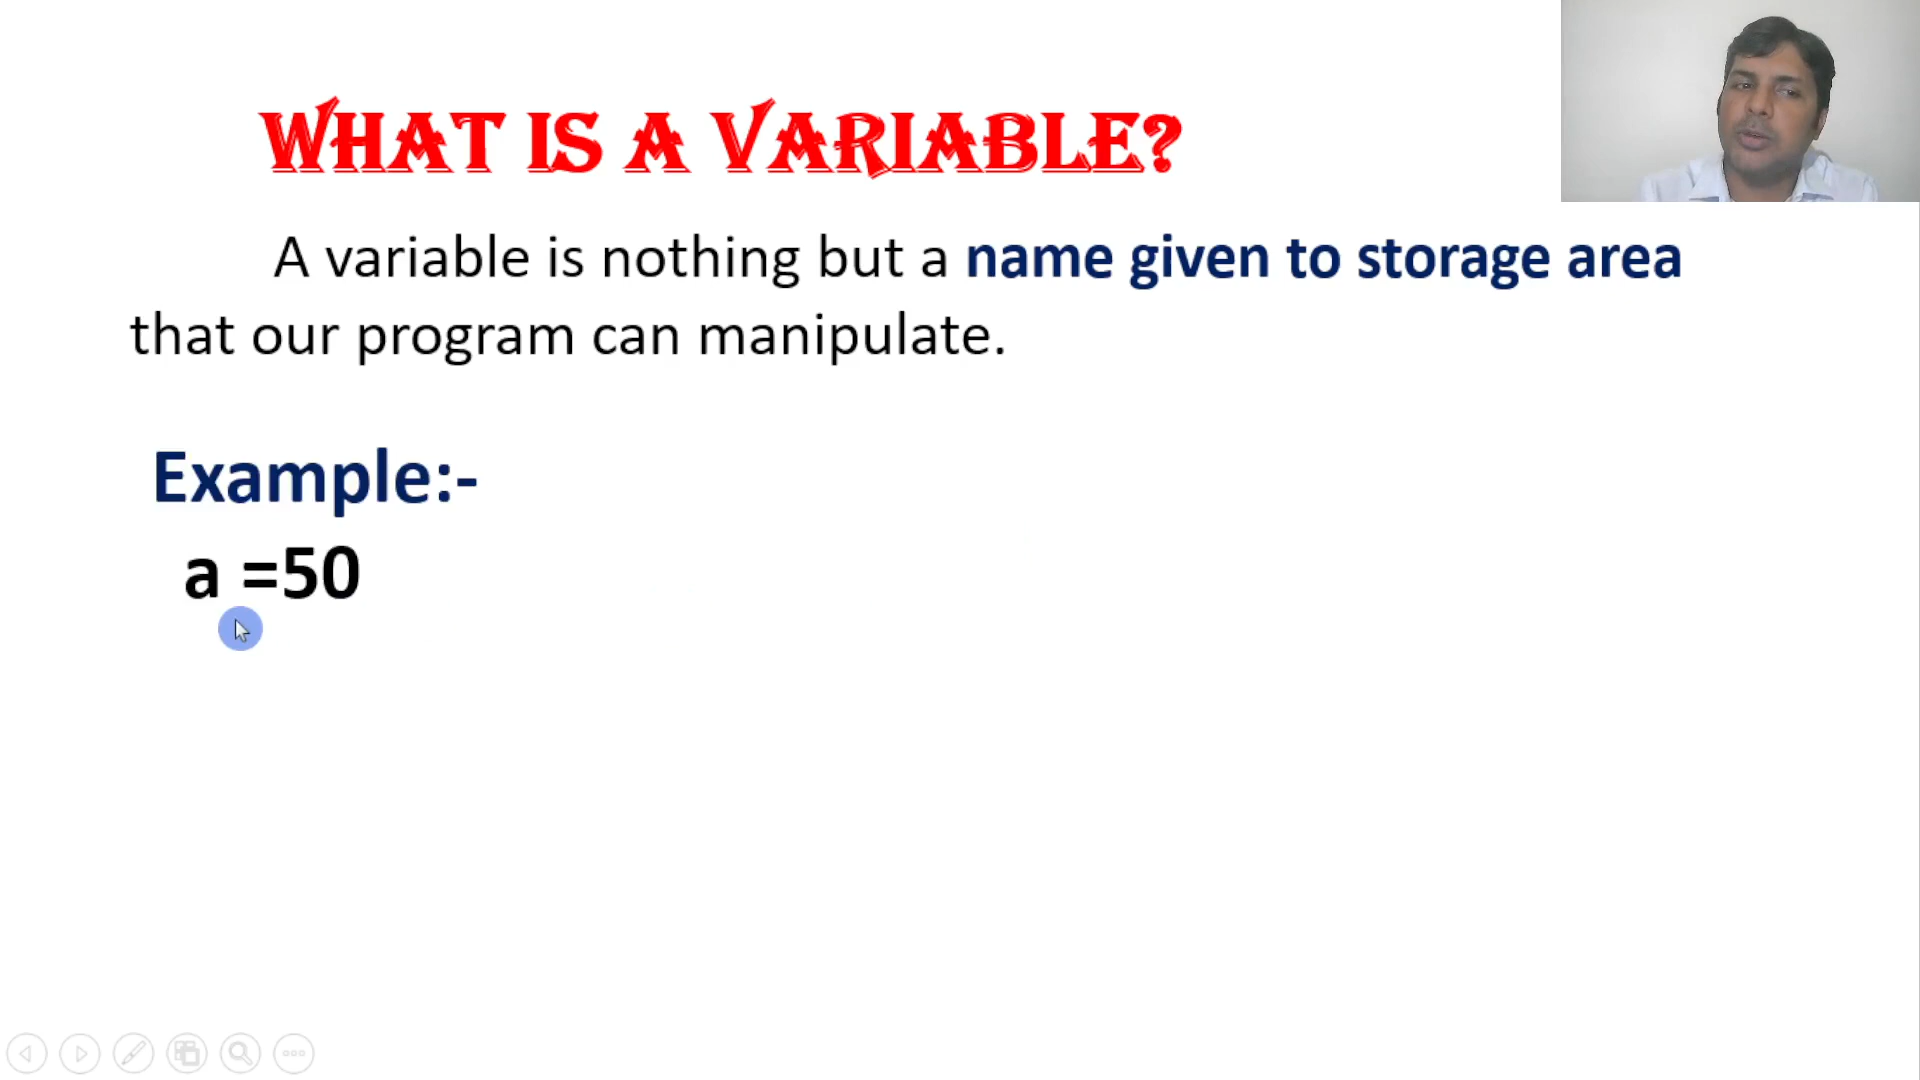 WHAT IS A VARIABLE?
A variable is nothing but a name given to storage area
that our program can manipulate.
Example:-
a =50